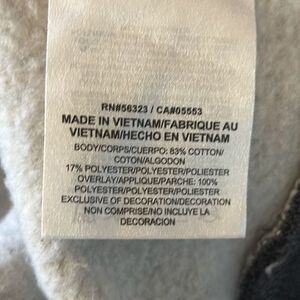 RN#56323 / CA#05553
MADE IN VIETNAM/FABRIQUE AU
VIETNAM/HECHO EN VIETNAM
BODY/CORPS/CUERPO: 83% COTTON/
COTON/ALGODON
17% POLYESTER/POLYESTER/POLIESTER
OVERLAY/APPLIQUE/PARCHE: 100%
POLYESTER/POLYESTER/POLIESTER
EXCLUSIVE OF DECORATION/DECORATION
NON COMPRISE/NO INCLUYE LA
DECORACION